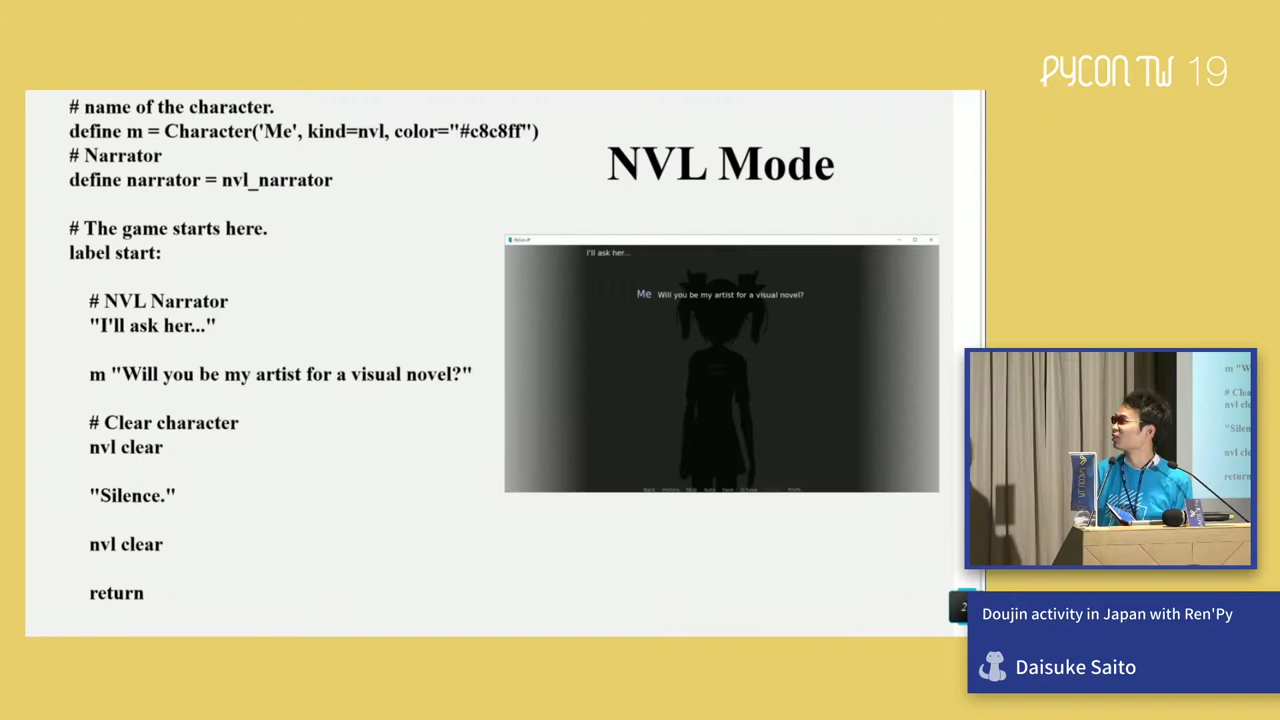 PYCON TW 19
# name of the character.
define m = Character('Me', kind=nvl, color="#c8c8ff")
# Narrator
define narrator = nvl_narrator
# The game starts here.
label start:
# NVL Narrator
"I'll ask her..."
m "Will you be my artist for a visual novel?"
# Clear character
nvl clear
"Silence."
nvl clear
return
NVL Mode
I'll ask her...
Me Will you be my artist for a visual novel?
Doujin activity in Japan with Ren'Py
Daisuke Saito